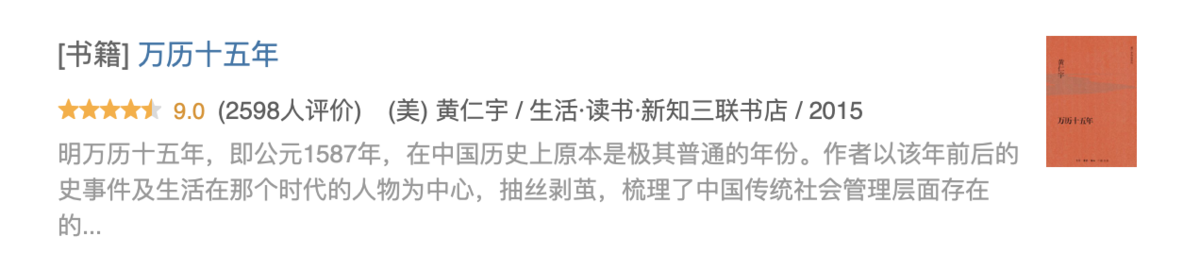 [书籍] 万历十五年
9.0 (2598人评价) (美) 黄仁宇 / 生活·读书·新知三联书店 / 2015
明万历十五年，即公元1587年，在中国历史上原本是极其普通的年份。作者以该年前后的
史事件及生活在那个时代的人物为中心，抽丝剥茧，梳理了中国传统社会管理层面存在
的...
黄仁宇
万历十五年